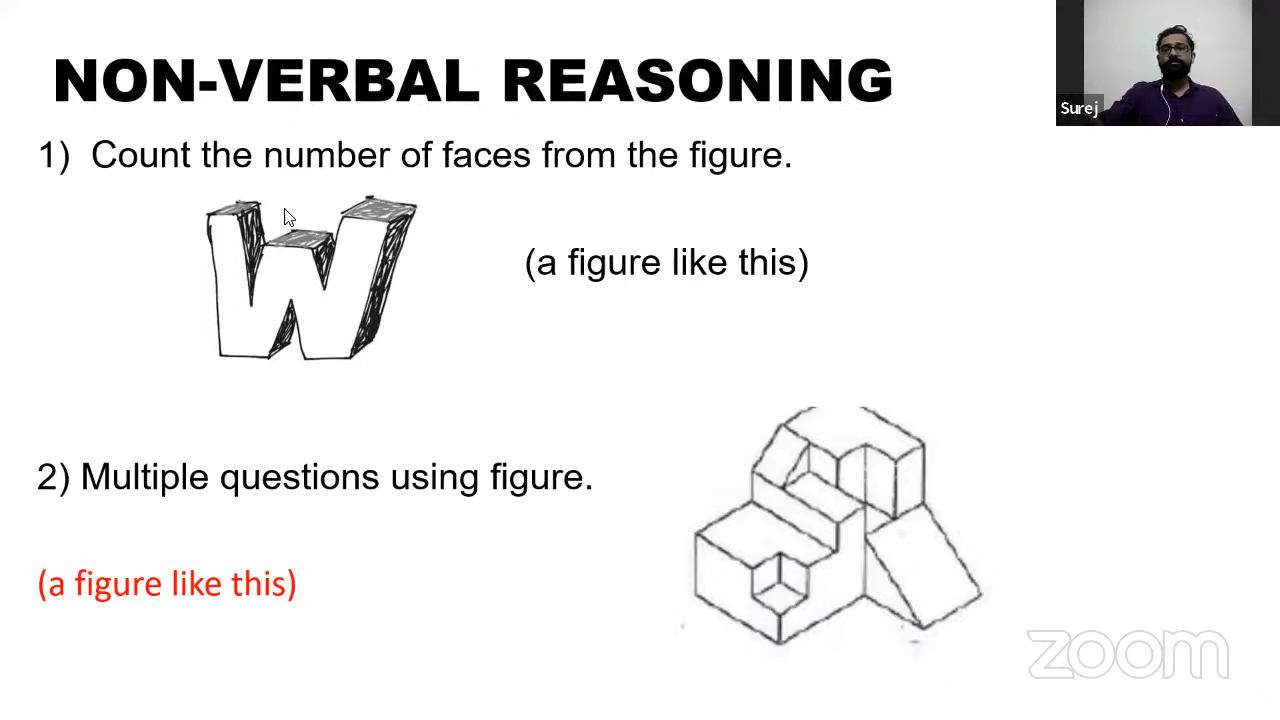 NON-VERBAL REASONING
Surej
1) Count the number of faces from the figure.
(a figure like this)
2) Multiple questions using figure.
(a figure like this)
zoom